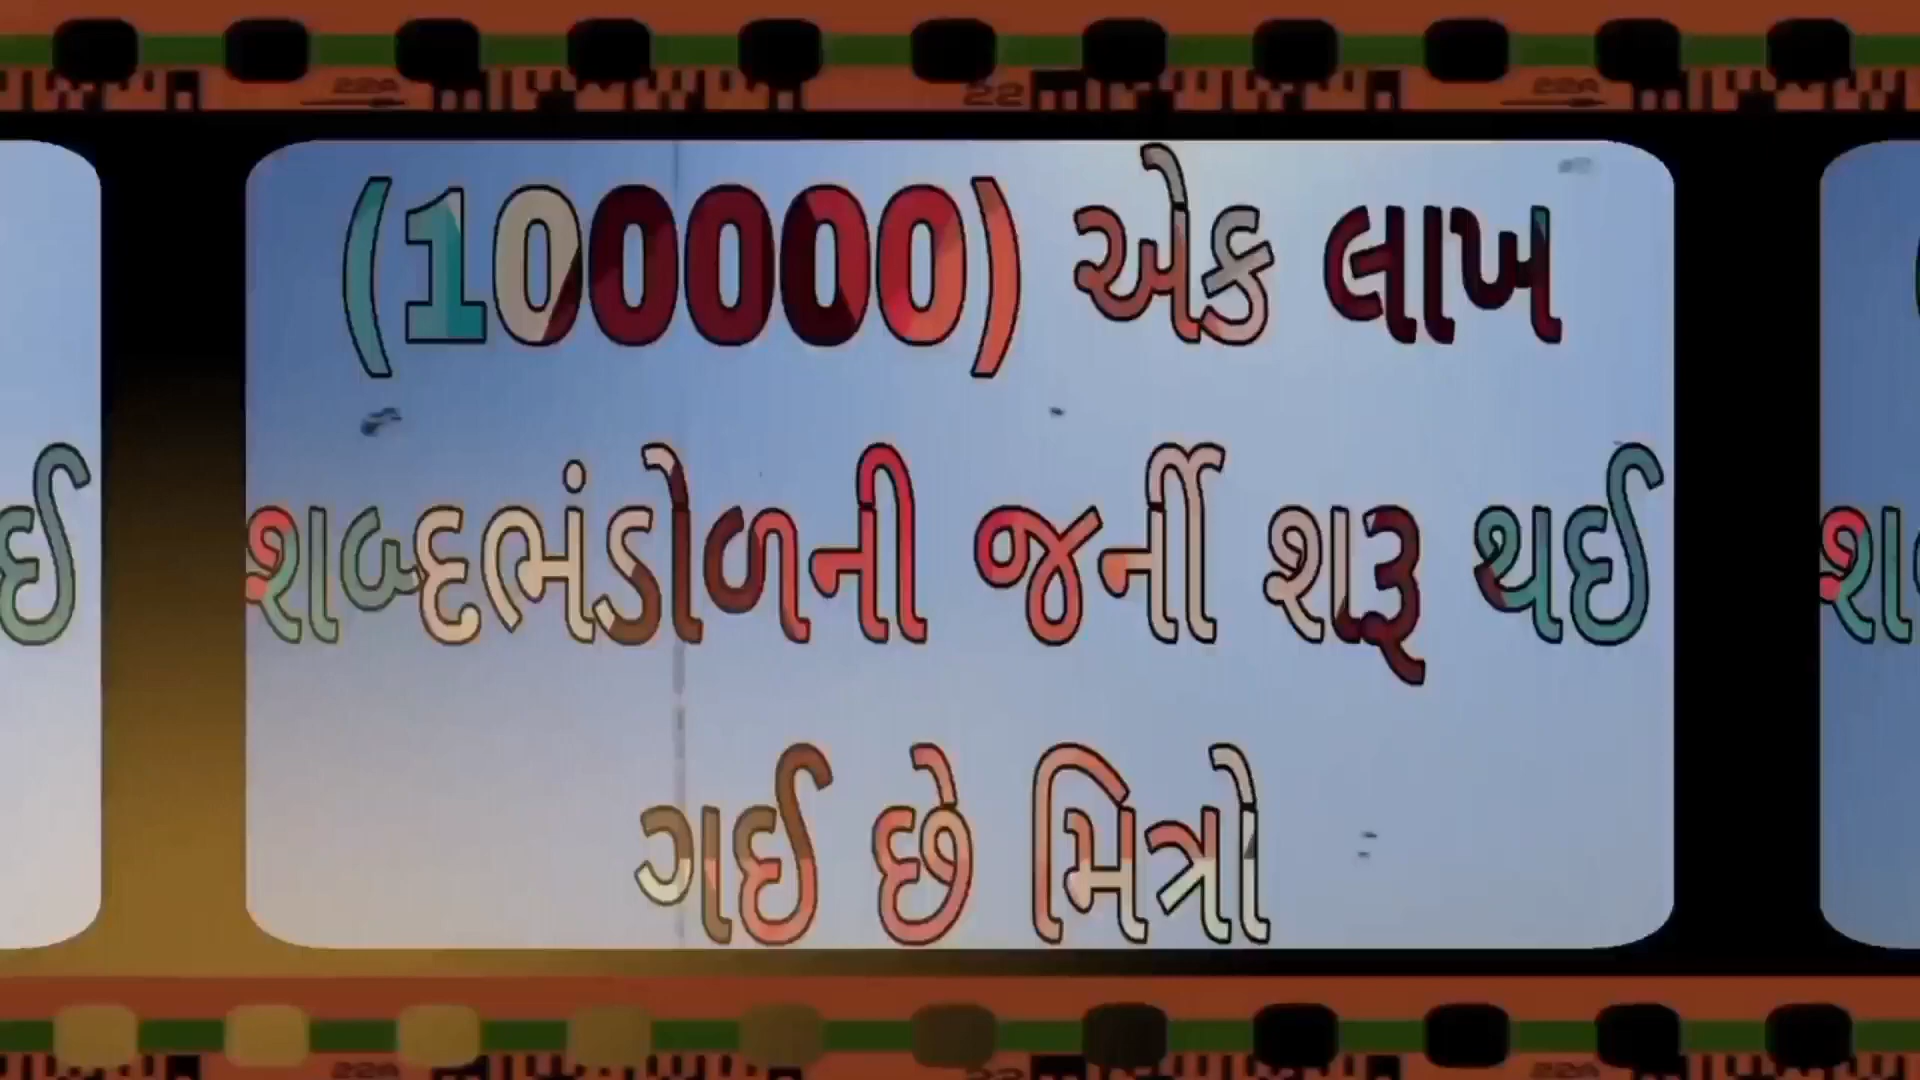 (100000) એક લાખ
શબ્દભંડોળની જર્ની શરૂ થઈ
ગઈ છે મિત્રો